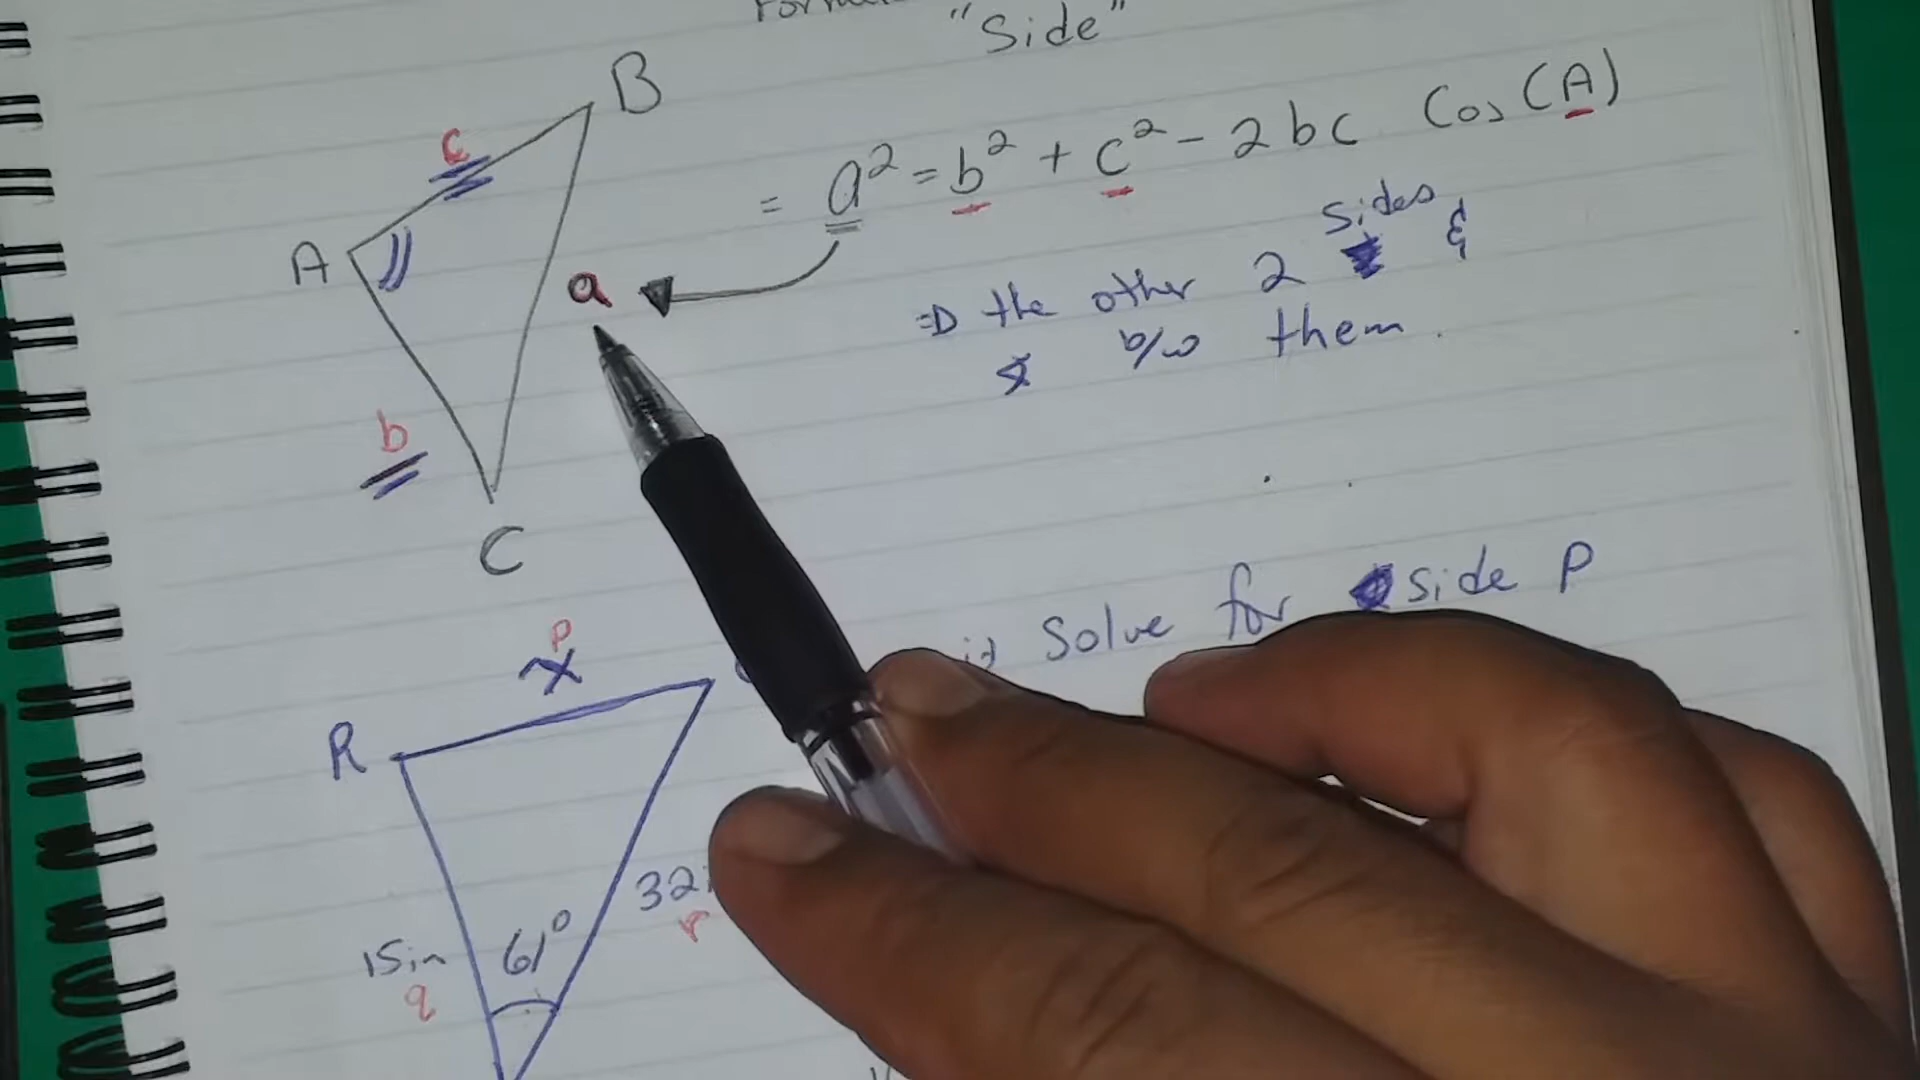 "Side"
B
c
= a² = b² + c² - 2bc Cos (A)
A
a
⇒ the other 2 sides &
∡ b/w them.
b
C
Solve for side P
P
x
R
32
r
15in
61°
q